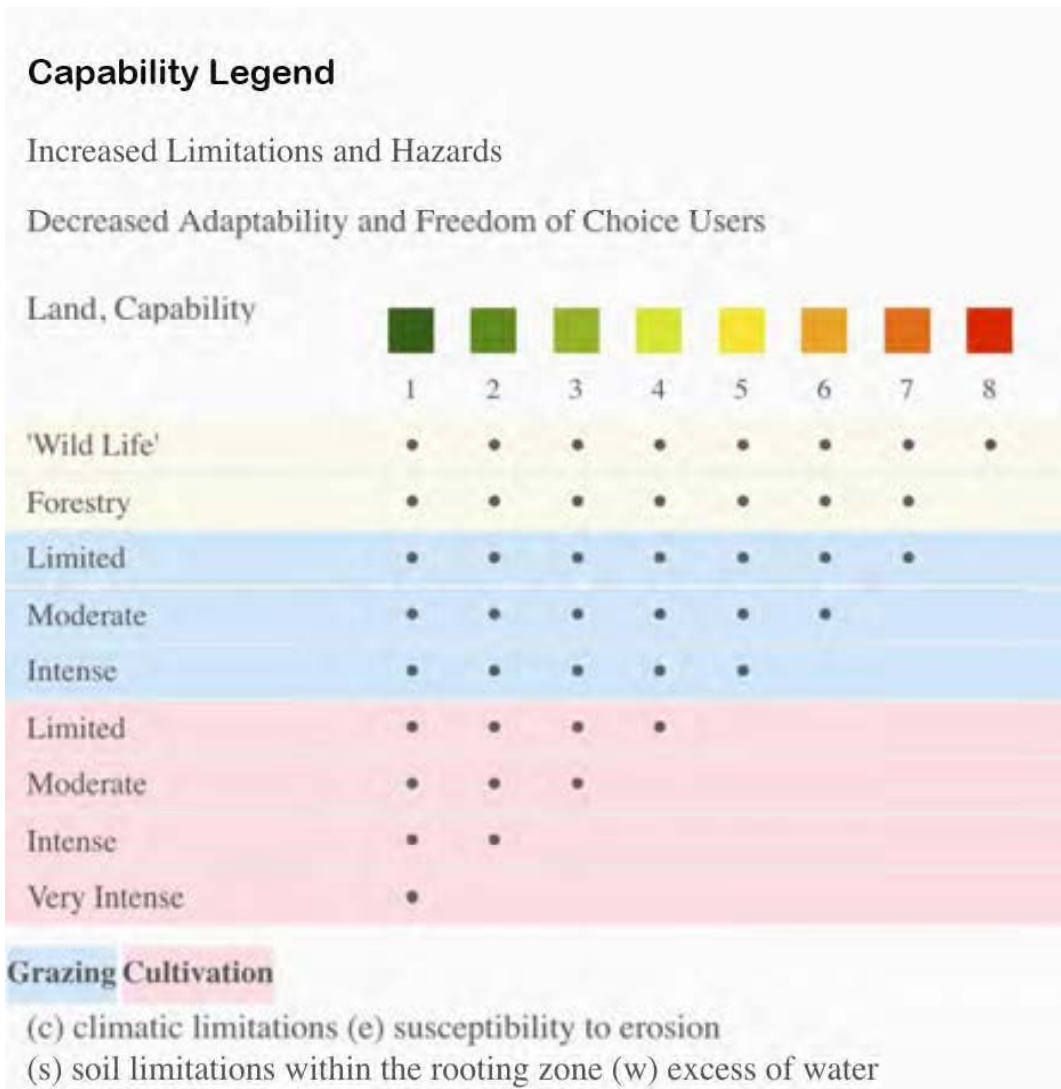 Capability Legend
Increased Limitations and Hazards
Decreased Adaptability and Freedom of Choice Users
Land, Capability
1 2 3 4 5 6 7 8
'Wild Life'
Forestry
Limited
Moderate
Intense
Limited
Moderate
Intense
Very Intense
Grazing Cultivation
(c) climatic limitations (e) susceptibility to erosion
(s) soil limitations within the rooting zone (w) excess of water